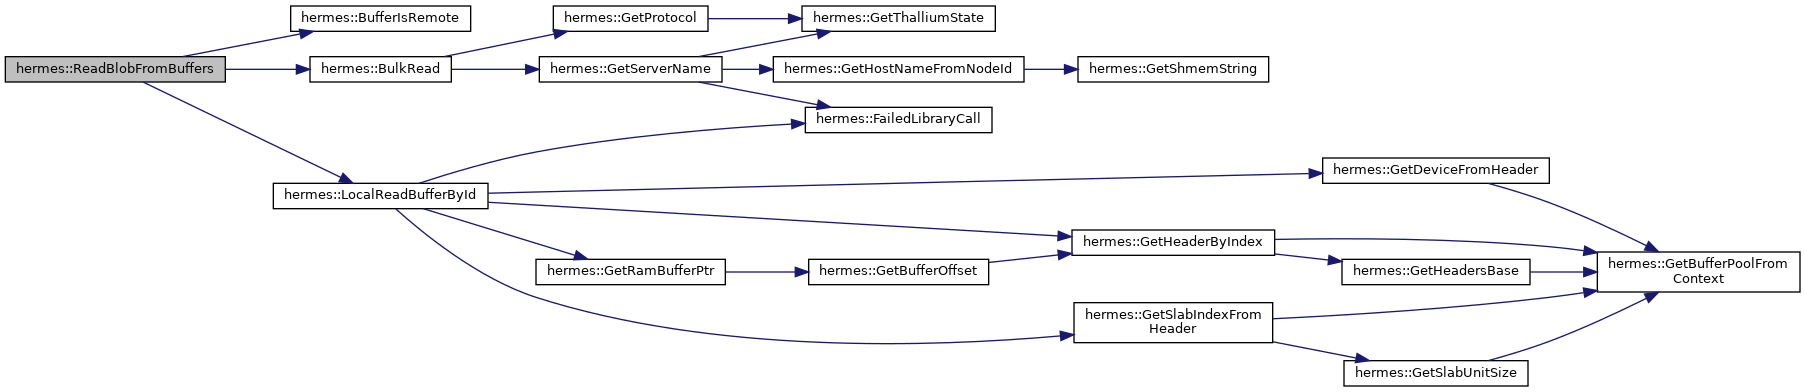 hermes::BufferIsRemote
hermes::GetProtocol
hermes::GetThalliumState
hermes::ReadBlobFromBuffers
hermes::BulkRead
hermes::GetServerName
hermes::GetHostNameFromNodeId
hermes::GetShmemString
hermes::FailedLibraryCall
hermes::GetDeviceFromHeader
hermes::LocalReadBufferById
hermes::GetHeaderByIndex
hermes::GetRamBufferPtr
hermes::GetBufferOffset
hermes::GetHeadersBase
hermes::GetBufferPoolFrom
Context
hermes::GetSlabIndexFrom
Header
hermes::GetSlabUnitSize